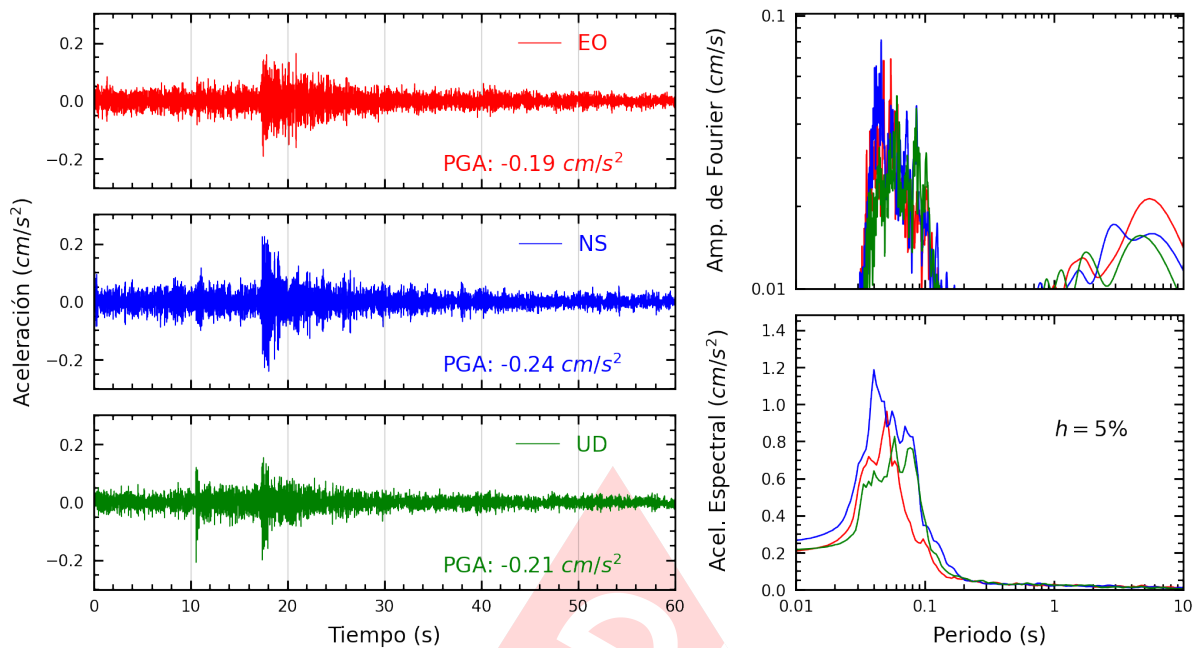 Aceleración (cm/s²)
0.2
0.0
−0.2
EO
PGA: -0.19 cm/s²
0.2
0.0
−0.2
NS
PGA: -0.24 cm/s²
0.2
0.0
−0.2
UD
PGA: -0.21 cm/s²
0 10 20 30 40 50 60
Tiempo (s)
Amp. de Fourier (cm/s)
0.1
0.01
Acel. Espectral (cm/s²)
1.4
1.2
1.0
0.8
0.6
0.4
0.2
0.0
h = 5%
0.01 0.1 1 10
Periodo (s)